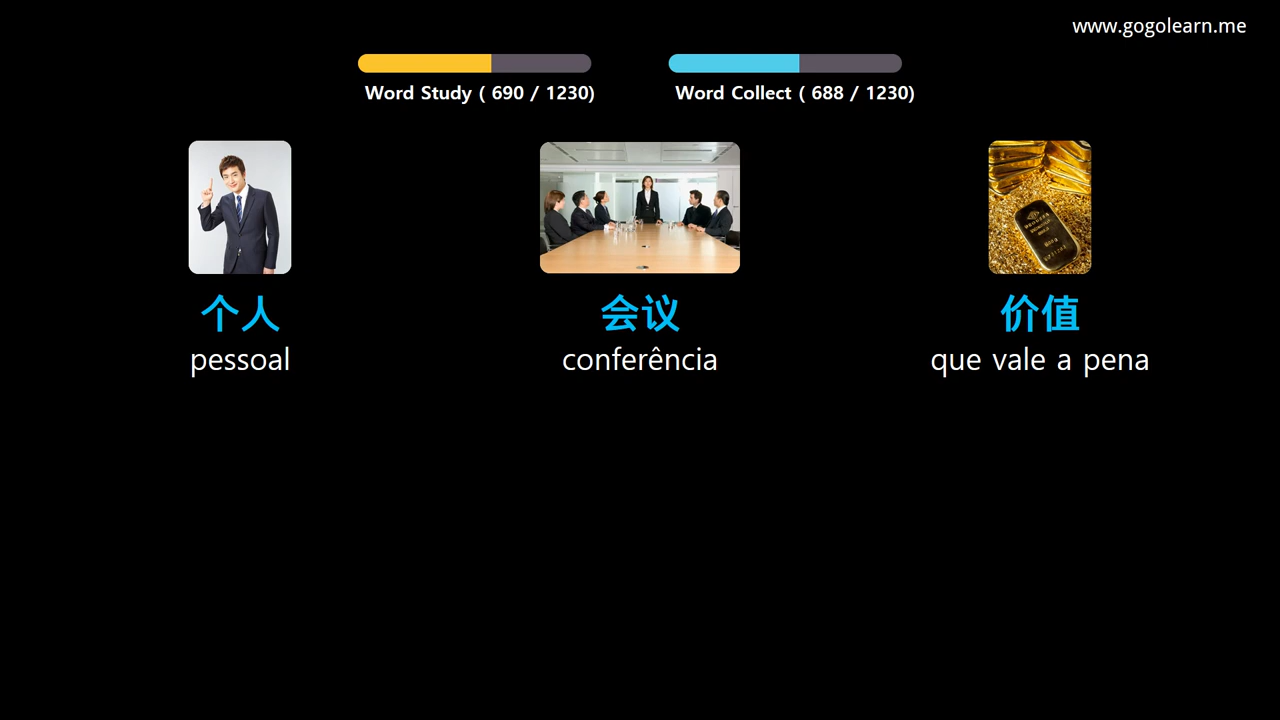 www.gogolearn.me
Word Study ( 690 / 1230)
Word Collect ( 688 / 1230)
个人
会议
价值
pessoal
conferência
que vale a pena